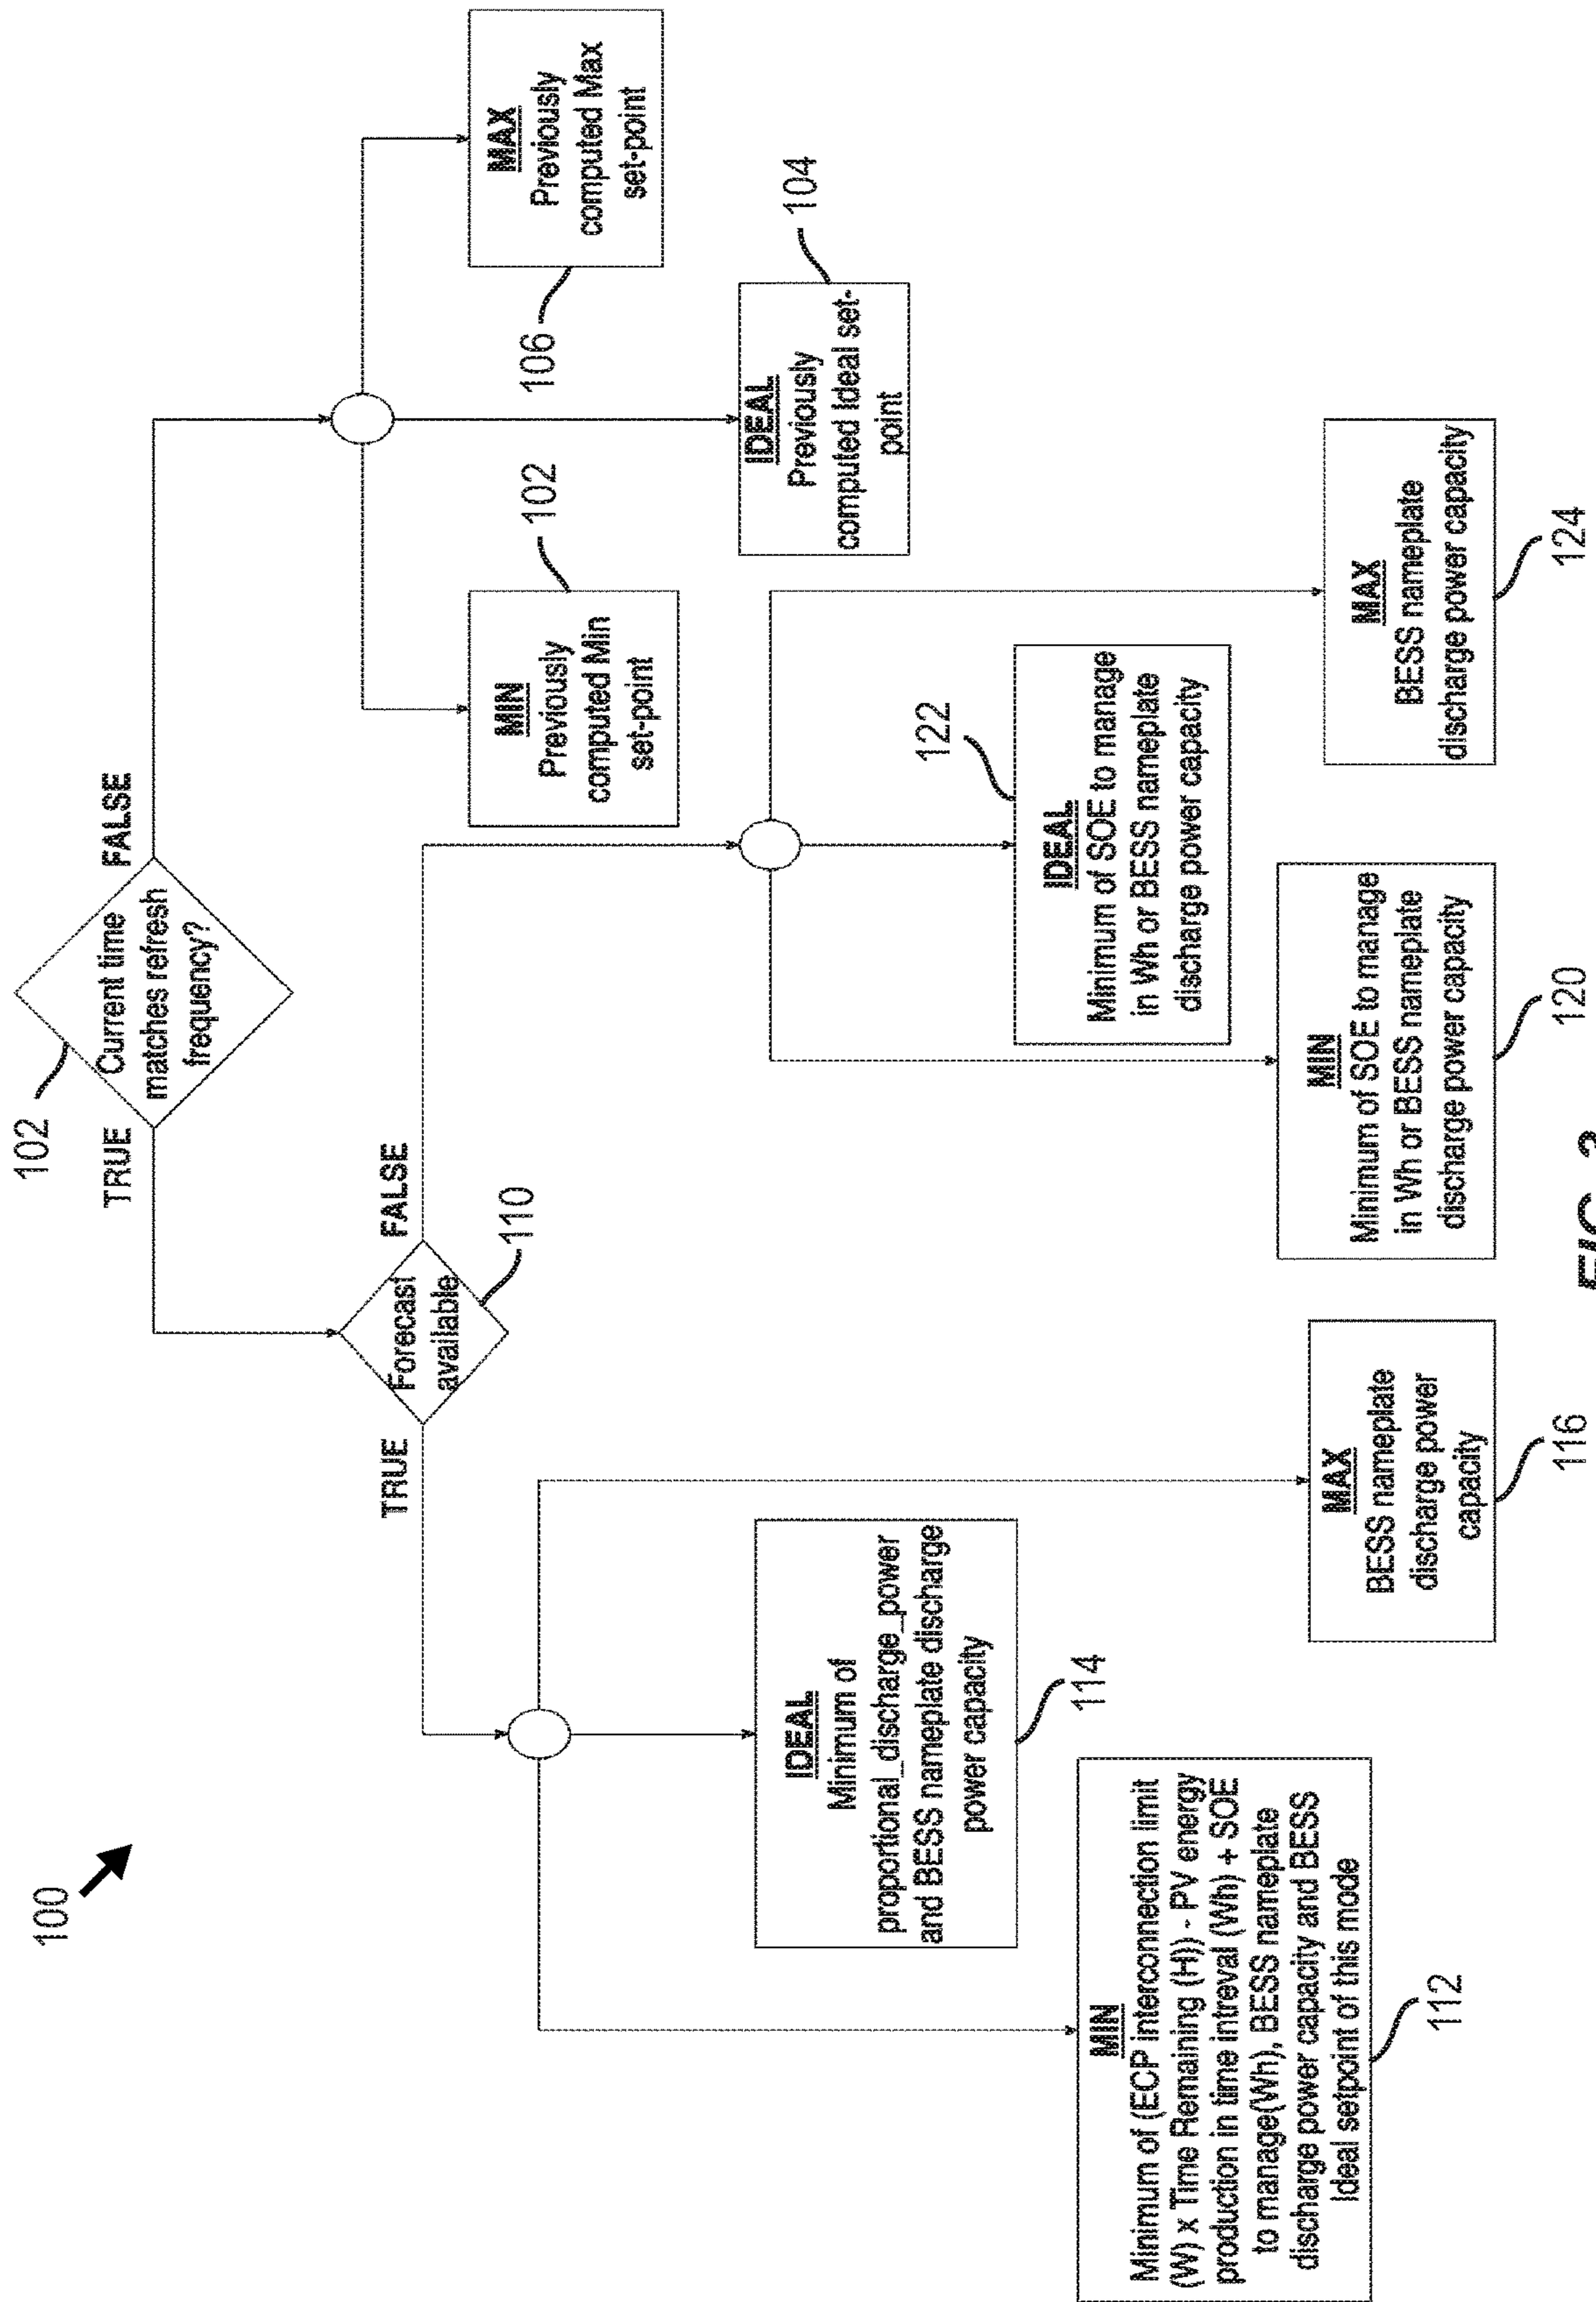 100
102
Current time
matches refresh
frequency?
TRUE
FALSE
MIN
Previously
computed Min
set-point
102
IDEAL
Previously
computed Ideal set-
point
104
MAX
Previously
computed Max
set-point
106
Forecast
available
110
TRUE
FALSE
MIN
Minimum of (ECP interconnection limit
(W) x Time Remaining (H)) - PV energy
production in time intreval (Wh) + SOE
to manage(Wh), BESS nameplate
discharge power capacity and BESS
Ideal setpoint of this mode
112
IDEAL
Minimum of
proportional_discharge_power
and BESS nameplate discharge
power capacity
114
MAX
BESS nameplate
discharge power
capacity
116
MIN
Minimum of SOE to manage
in Wh or BESS nameplate
discharge power capacity
120
IDEAL
Minimum of SOE to manage
in Wh or BESS nameplate
discharge power capacity
122
MAX
BESS nameplate
discharge power capacity
124